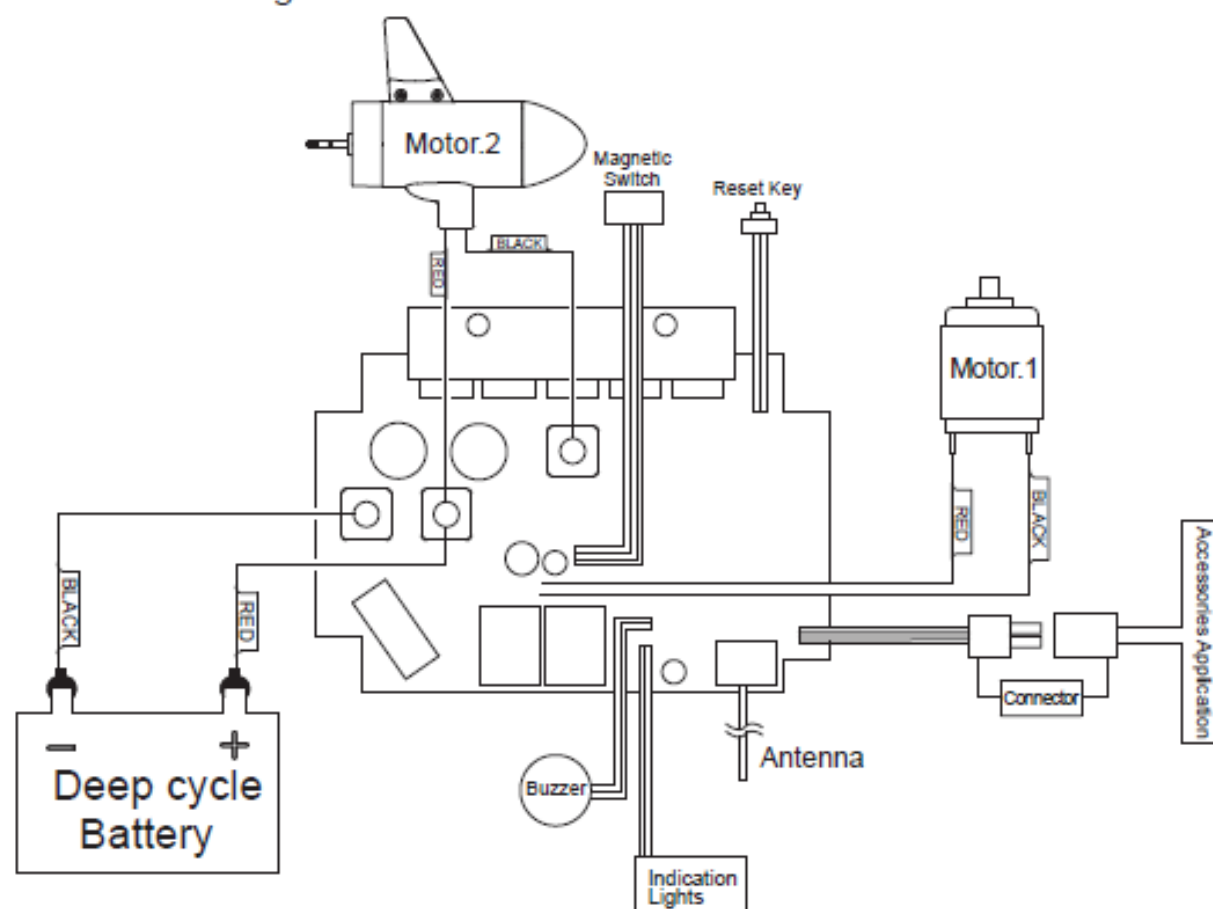 Motor.2
Magnetic
Switch
Reset Key
BLACK
RED
Motor.1
RED
BLACK
Accessories Application
BLACK
RED
Connector
−
+
Deep cycle
Battery
Antenna
Buzzer
Indication
Lights